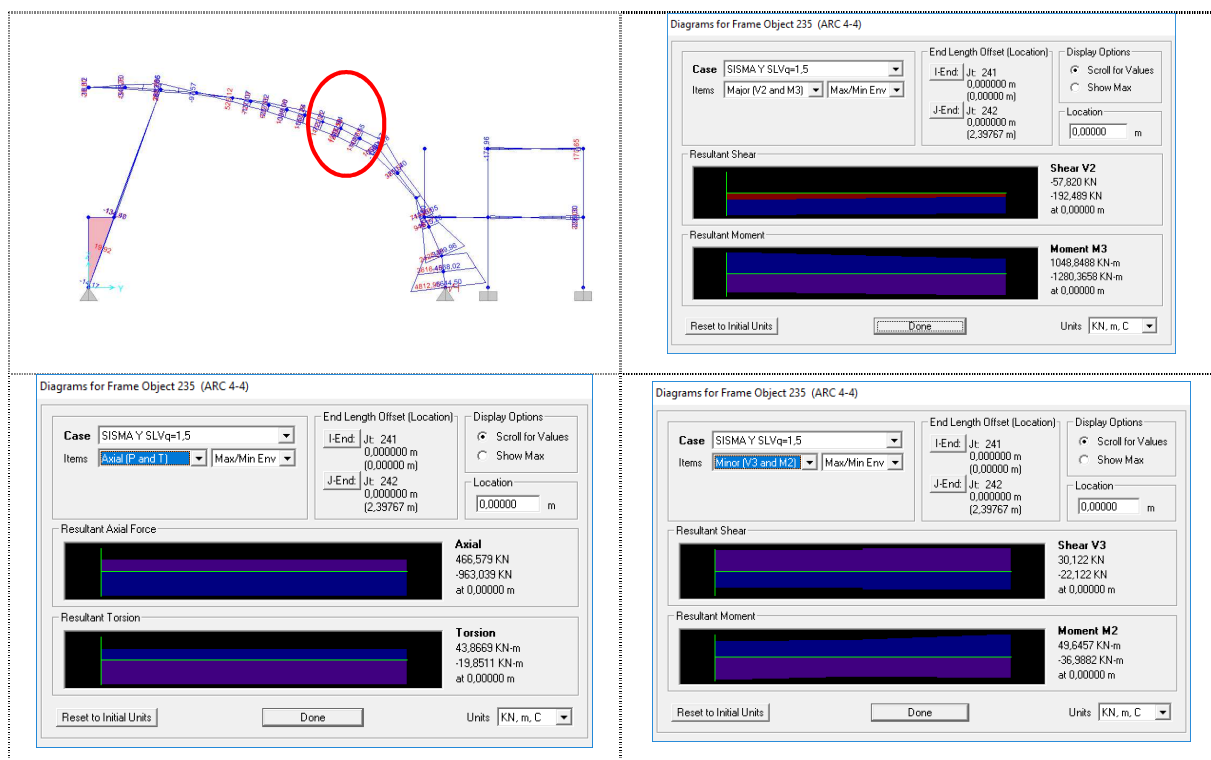 Y
Diagrams for Frame Object 235 (ARC 4-4)
Case SISMA Y SLVq=1,5
Items Major (V2 and M3) Max/Min Env
End Length Offset (Location)
I-End: Jt: 241
0,000000 m
(0,00000 m)
J-End: Jt: 242
0,000000 m
(2,39767 m)
Display Options
Scroll for Values
Show Max
Location
0,00000 m
Resultant Shear
Shear V2
-57,820 KN
-192,489 KN
at 0,00000 m
Resultant Moment
Moment M3
1048,8488 KN-m
-1280,3658 KN-m
at 0,00000 m
Reset to Initial Units
Done
Units KN, m, C
Diagrams for Frame Object 235 (ARC 4-4)
Case SISMA Y SLVq=1,5
Items Axial (P and T) Max/Min Env
End Length Offset (Location)
I-End: Jt: 241
0,000000 m
(0,00000 m)
J-End: Jt: 242
0,000000 m
(2,39767 m)
Display Options
Scroll for Values
Show Max
Location
0,00000 m
Resultant Axial Force
Axial
466,579 KN
-963,039 KN
at 0,00000 m
Resultant Torsion
Torsion
43,8669 KN-m
-19,8511 KN-m
at 0,00000 m
Reset to Initial Units
Done
Units KN, m, C
Diagrams for Frame Object 235 (ARC 4-4)
Case SISMA Y SLVq=1,5
Items Minor (V3 and M2) Max/Min Env
End Length Offset (Location)
I-End: Jt: 241
0,000000 m
(0,00000 m)
J-End: Jt: 242
0,000000 m
(2,39767 m)
Display Options
Scroll for Values
Show Max
Location
0,00000 m
Resultant Shear
Shear V3
30,122 KN
-22,122 KN
at 0,00000 m
Resultant Moment
Moment M2
49,6457 KN-m
-36,9882 KN-m
at 0,00000 m
Reset to Initial Units
Done
Units KN, m, C